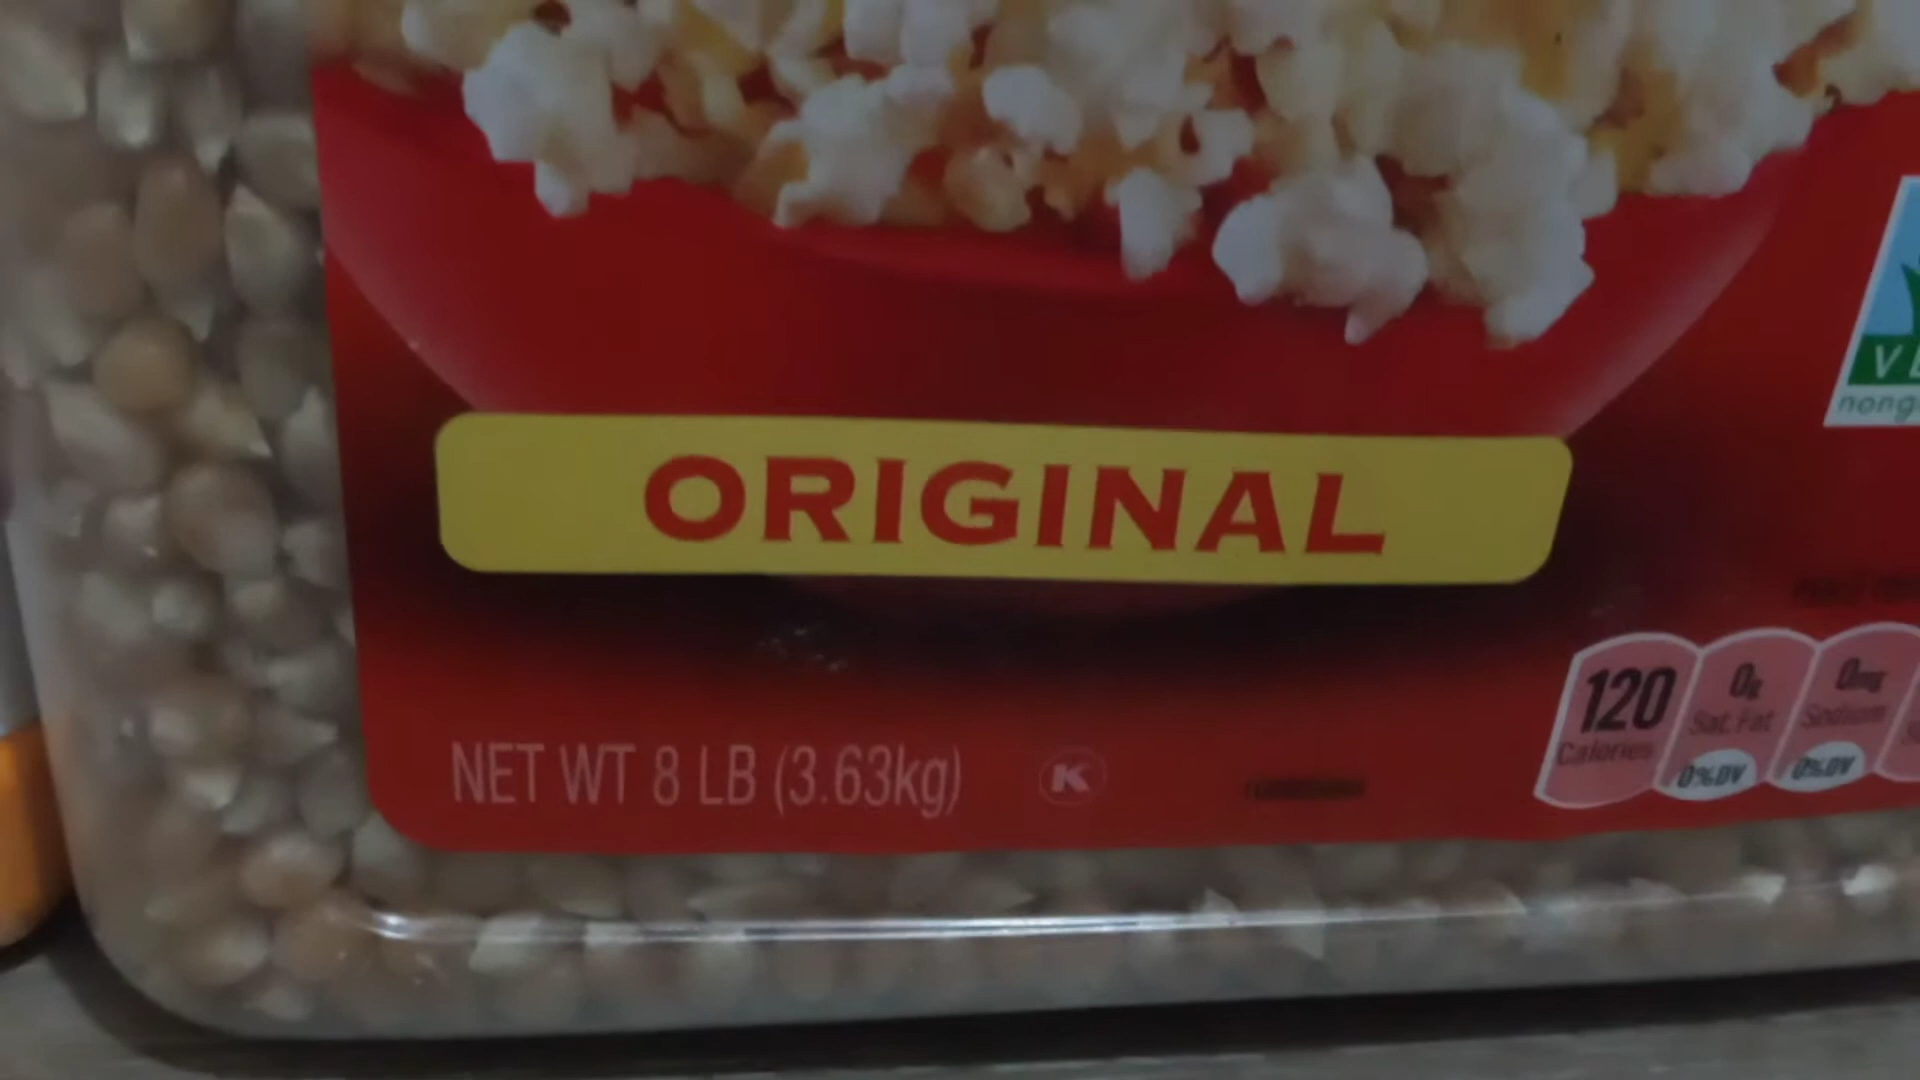 ORIGINAL
NET WT 8 LB (3.63kg)
K
120
Calories
0g
Sat. Fat
0%DV
0mg
Sodium
0%DV